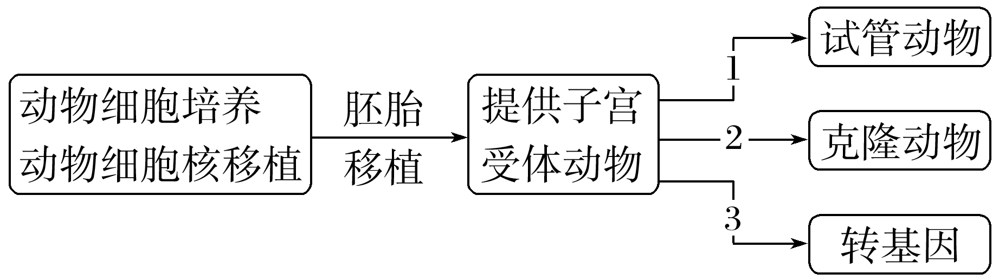 动物细胞培养
动物细胞核移植
胚胎
移植
提供子宫
受体动物
1
试管动物
2
克隆动物
3
转基因